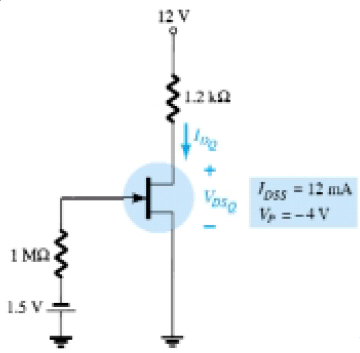 12 V
1.2 kΩ
I_DQ
+
V_DSQ
−
I_DSS = 12 mA
V_P = −4 V
1 MΩ
1.5 V